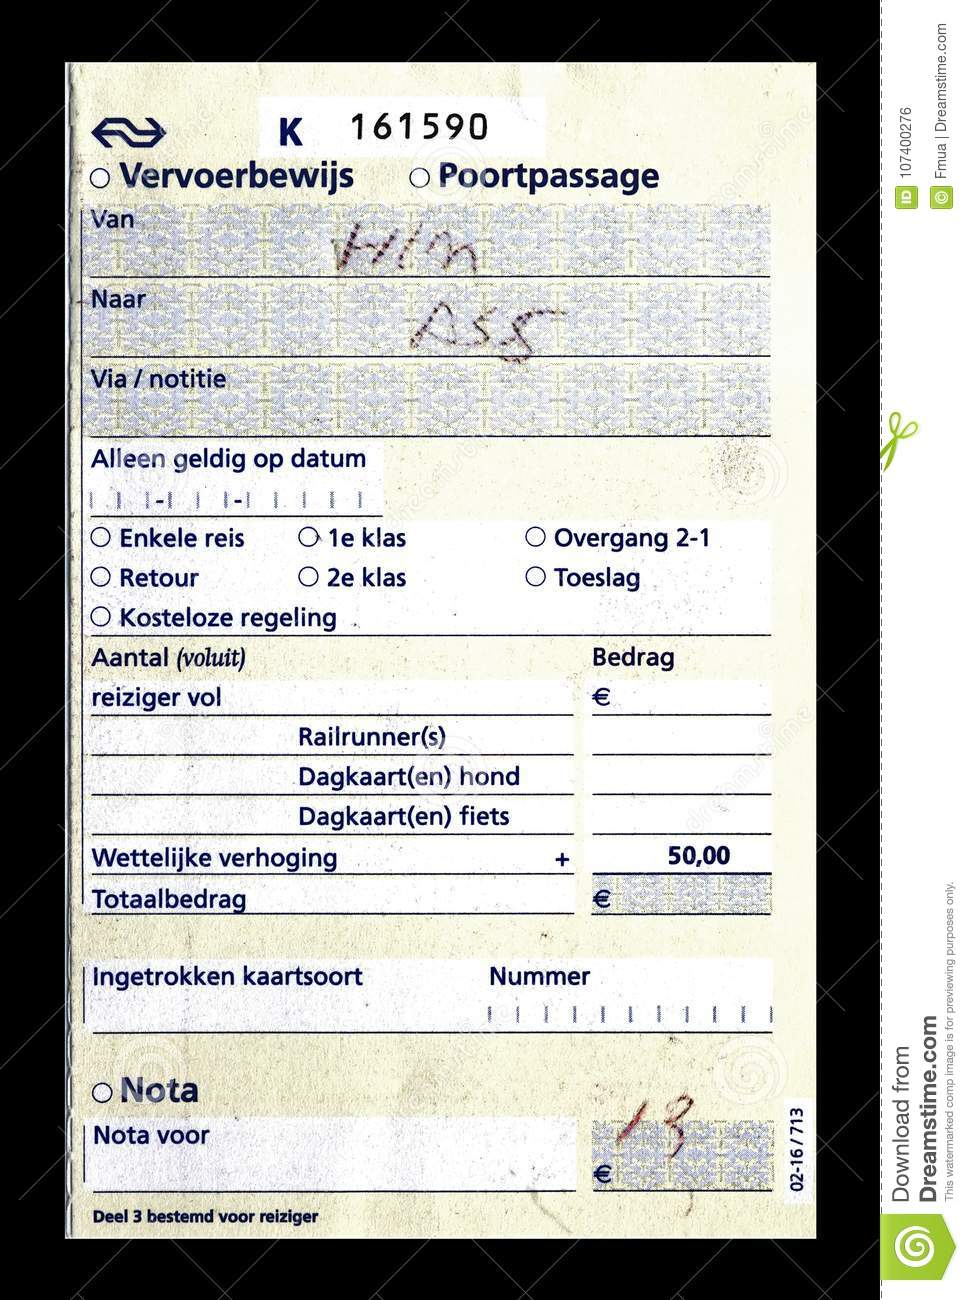 K 161590
Vervoerbewijs Poortpassage
Van
Hlm
Naar
Ass
Via / notitie
Alleen geldig op datum
Enkele reis 1e klas Overgang 2-1
Retour 2e klas Toeslag
Kosteloze regeling
Aantal (voluit) Bedrag
reiziger vol €
Railrunner(s)
Dagkaart(en) hond
Dagkaart(en) fiets
Wettelijke verhoging + 50,00
Totaalbedrag €
Ingetrokken kaartsoort Nummer
Nota
Nota voor
13
€
02-16 / 713
Deel 3 bestemd voor reiziger
ID 107400276
© Fmua | Dreamstime.com
Download from
Dreamstime.com
This watermarked comp image is for previewing purposes only.